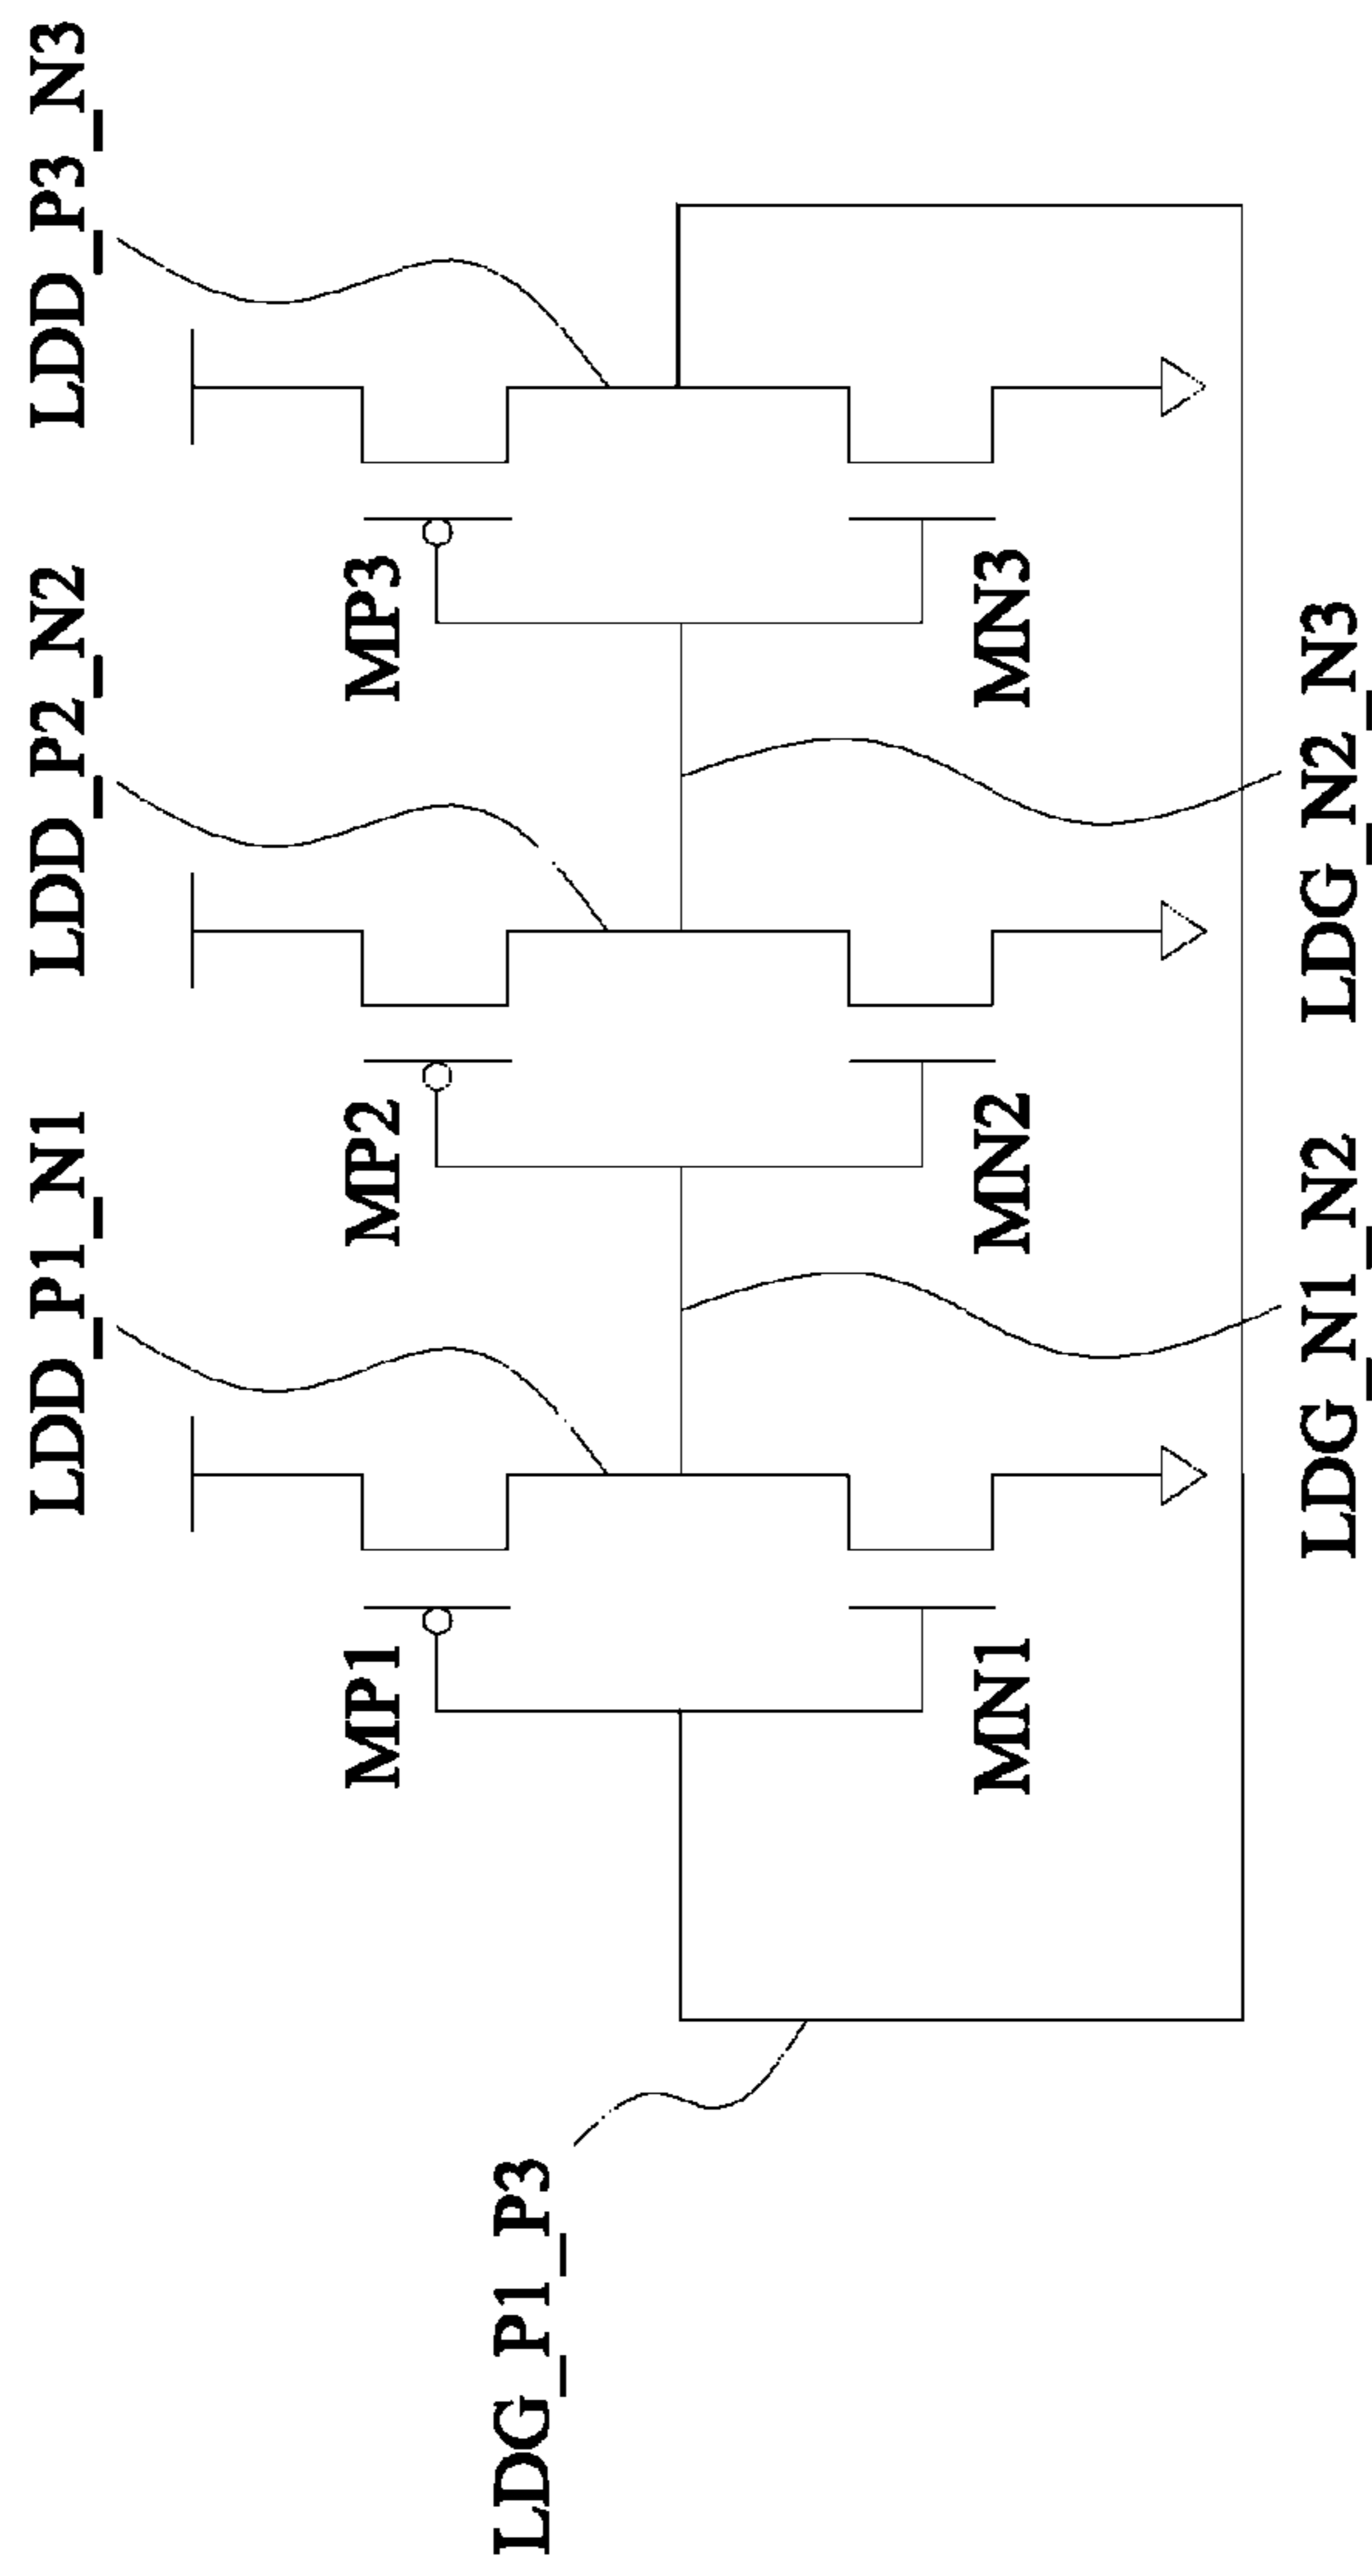 LDD_P1_N1
LDD_P2_N2
LDD_P3_N3
MP1
MP2
MP3
LDG_P1_P3
MN1
MN2
MN3
LDG_N1_N2
LDG_N2_N3